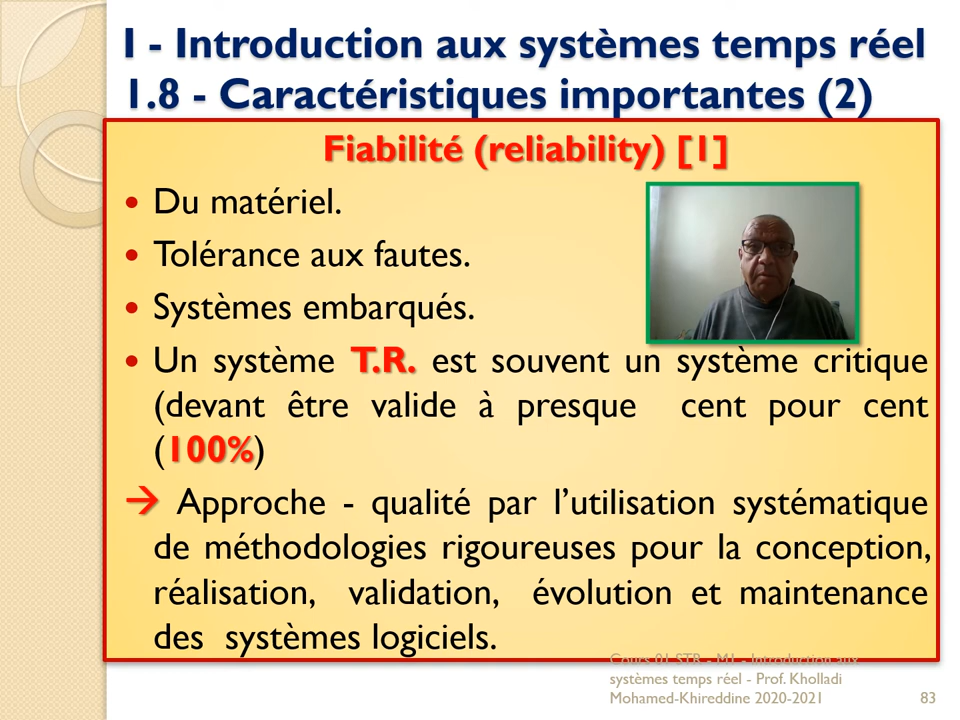 I - Introduction aux systèmes temps réel
1.8 - Caractéristiques importantes (2)
Fiabilité (reliability) [1]
• Du matériel.
• Tolérance aux fautes.
• Systèmes embarqués.
• Un système T.R. est souvent un système critique
(devant être valide à presque cent pour cent
(100%)
→ Approche - qualité par l’utilisation systématique
de méthodologies rigoureuses pour la conception,
réalisation, validation, évolution et maintenance
des systèmes logiciels.
Cours 01 STR - M1 - Introduction aux
systèmes temps réel - Prof. Kholladi
Mohamed-Khireddine 2020-2021
83